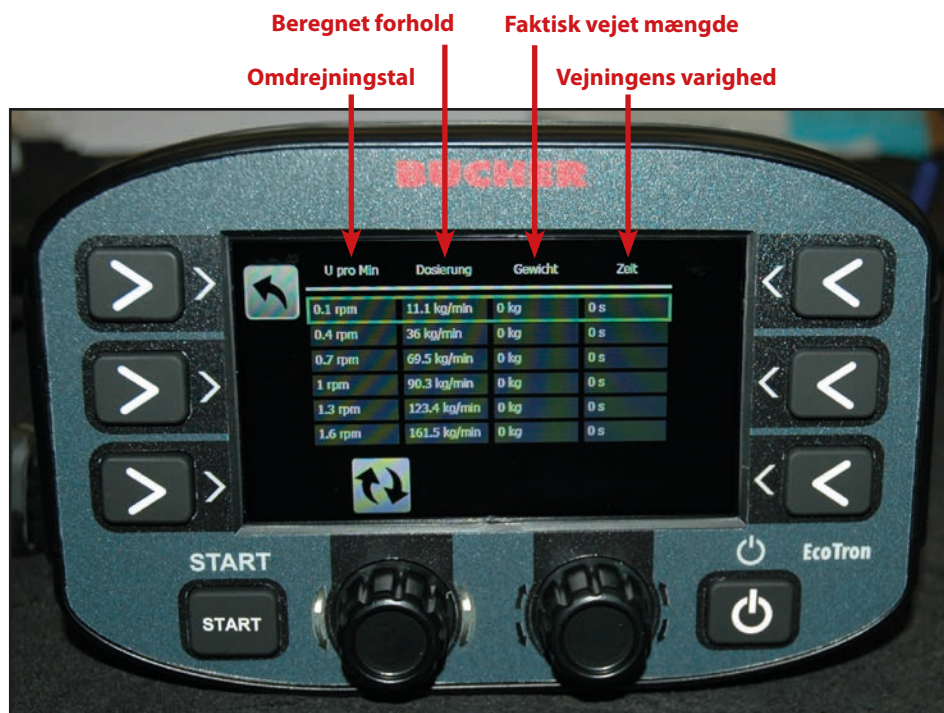 Beregnet forhold Faktisk vejet mængde
Omdrejningstal Vejningens varighed
BUCHER
U pro Min Dosierung Gewicht Zeit
0.1 rpm 11.1 kg/min 0 kg 0 s
0.4 rpm 36 kg/min 0 kg 0 s
0.7 rpm 69.5 kg/min 0 kg 0 s
1 rpm 90.3 kg/min 0 kg 0 s
1.3 rpm 123.4 kg/min 0 kg 0 s
1.6 rpm 161.5 kg/min 0 kg 0 s
START EcoTron
START